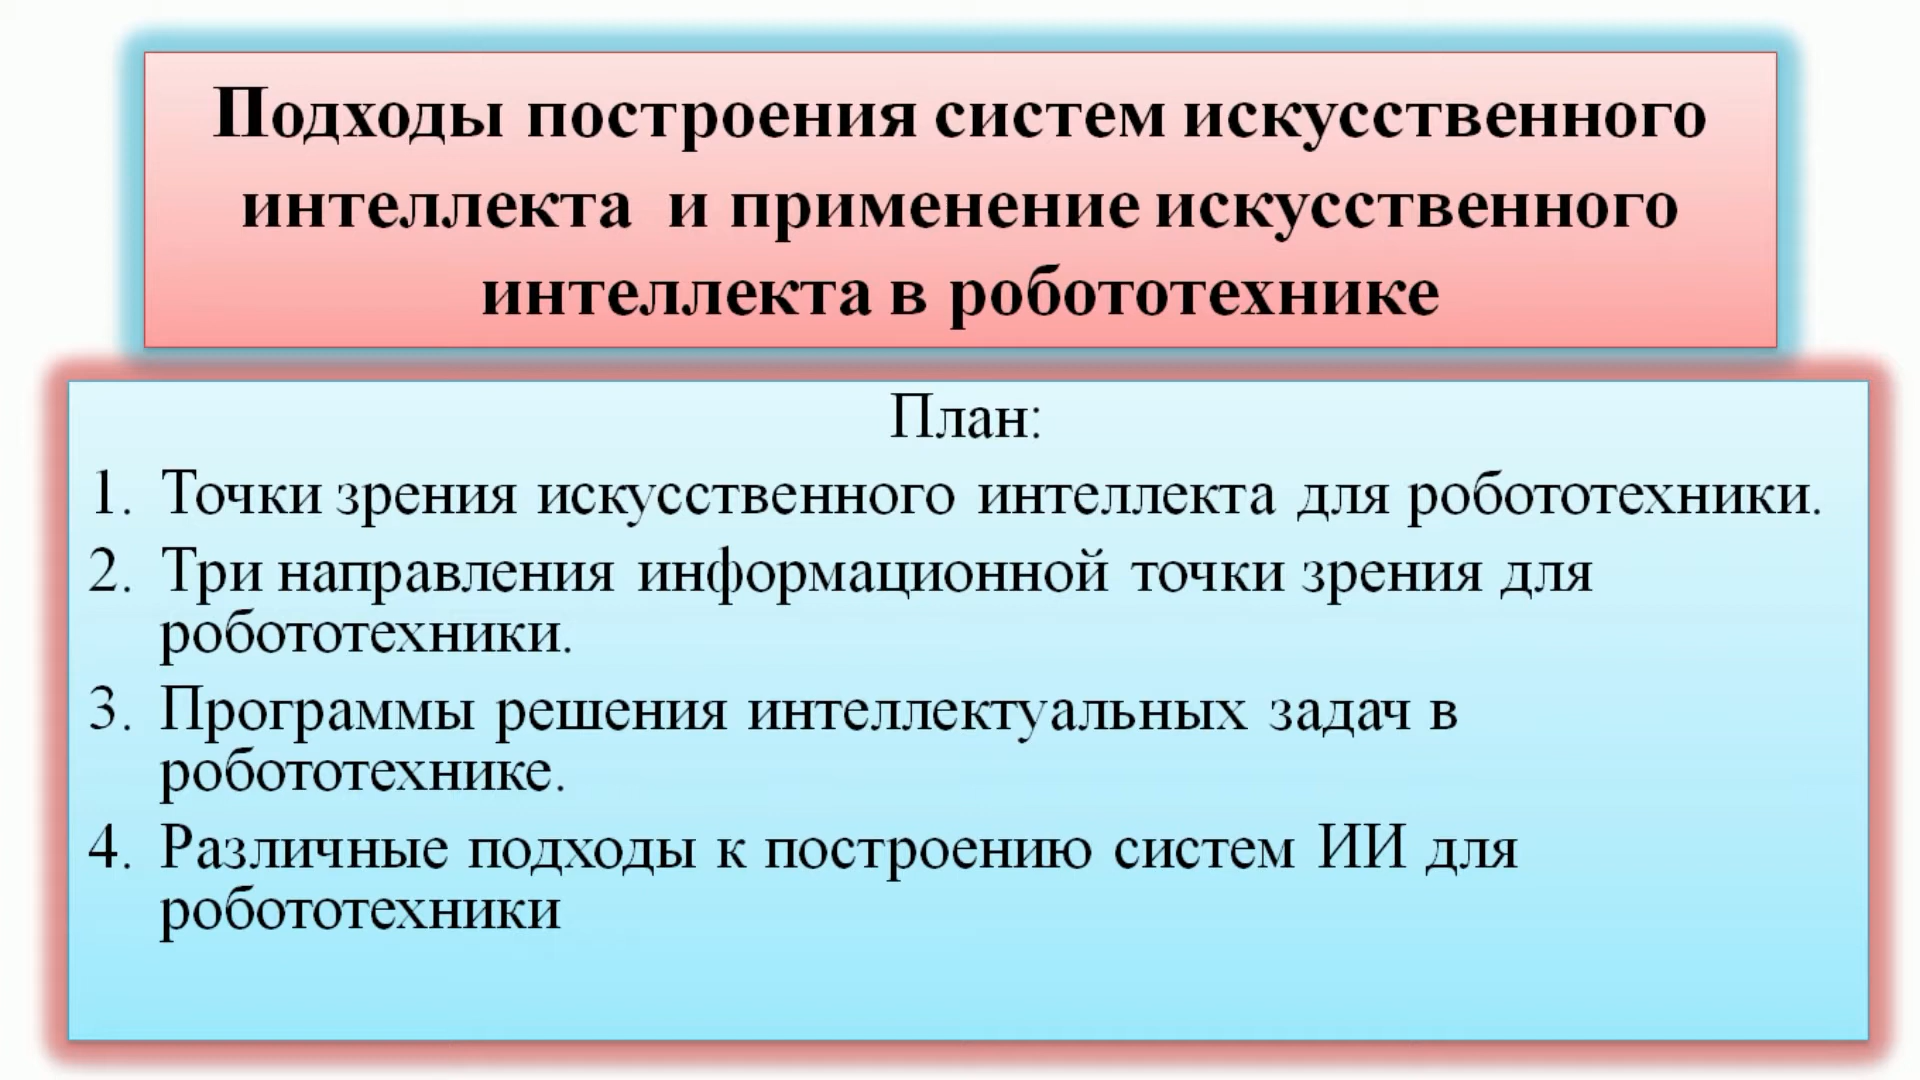 Подходы построения систем искусственного
интеллекта и применение искусственного
интеллекта в робототехнике
План:
1. Точки зрения искусственного интеллекта для робототехники.
2. Три направления информационной точки зрения для
робототехники.
3. Программы решения интеллектуальных задач в
робототехнике.
4. Различные подходы к построению систем ИИ для
робототехники